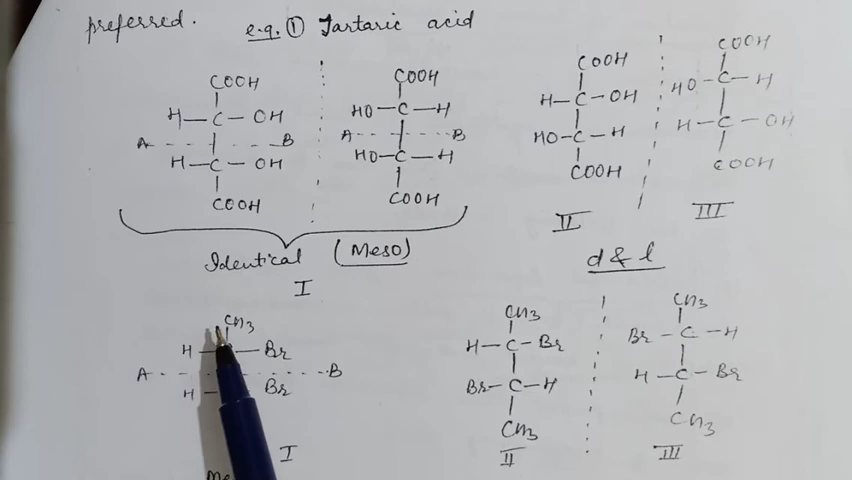 preferred. e.g. ① Tartaric acid
COOH COOH COOH COOH
H—C—OH HO—C—H H—C—OH HO—C—H
A B A B
H—C—OH HO—C—H HO—C—H H—C—OH
COOH COOH COOH COOH
II III
Identical (Meso) d & l
I
CH3 CH3 CH3
H Br H—C—Br Br—C—H
A B
H Br Br—C—H H—C—Br
CH3 CH3
I II III